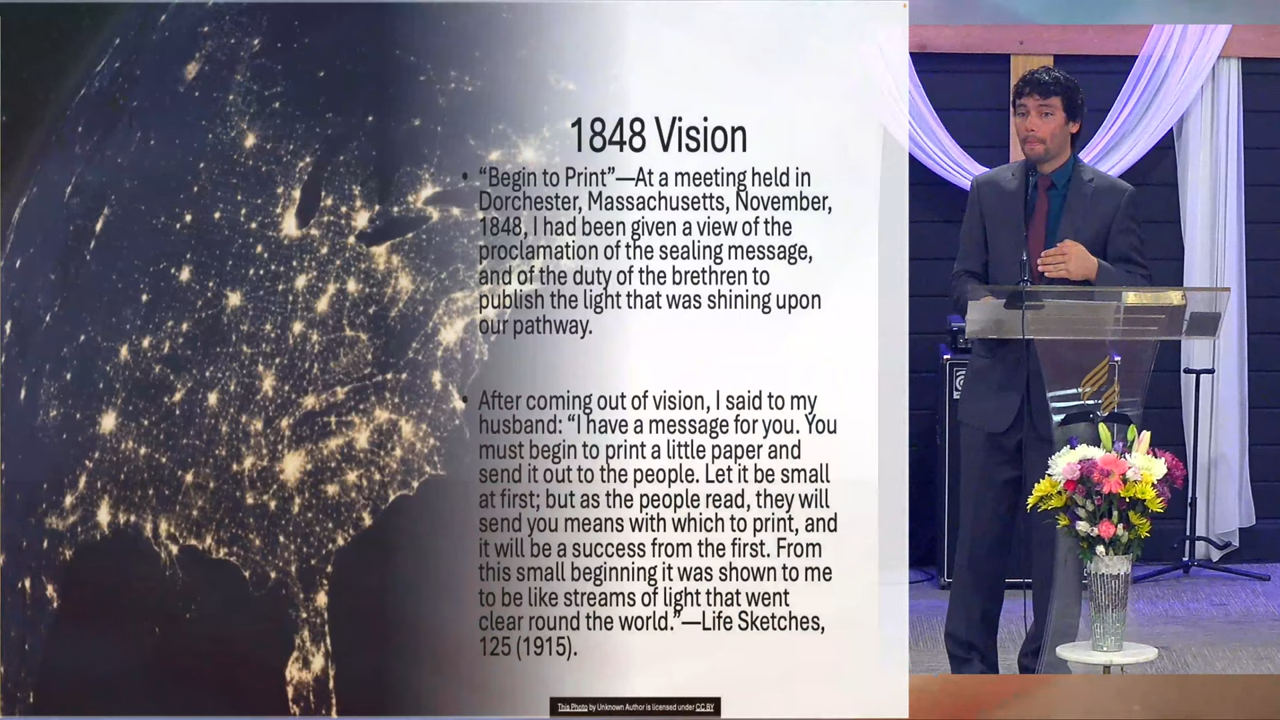 1848 Vision
• “Begin to Print”—At a meeting held in
Dorchester, Massachusetts, November,
1848, I had been given a view of the
proclamation of the sealing message,
and of the duty of the brethren to
publish the light that was shining upon
our pathway.
• After coming out of vision, I said to my
husband: “I have a message for you. You
must begin to print a little paper and
send it out to the people. Let it be small
at first; but as the people read, they will
send you means with which to print, and
it will be a success from the first. From
this small beginning it was shown to me
to be like streams of light that went
clear round the world.”—Life Sketches,
125 (1915).
This Photo by Unknown Author is licensed under CC BY